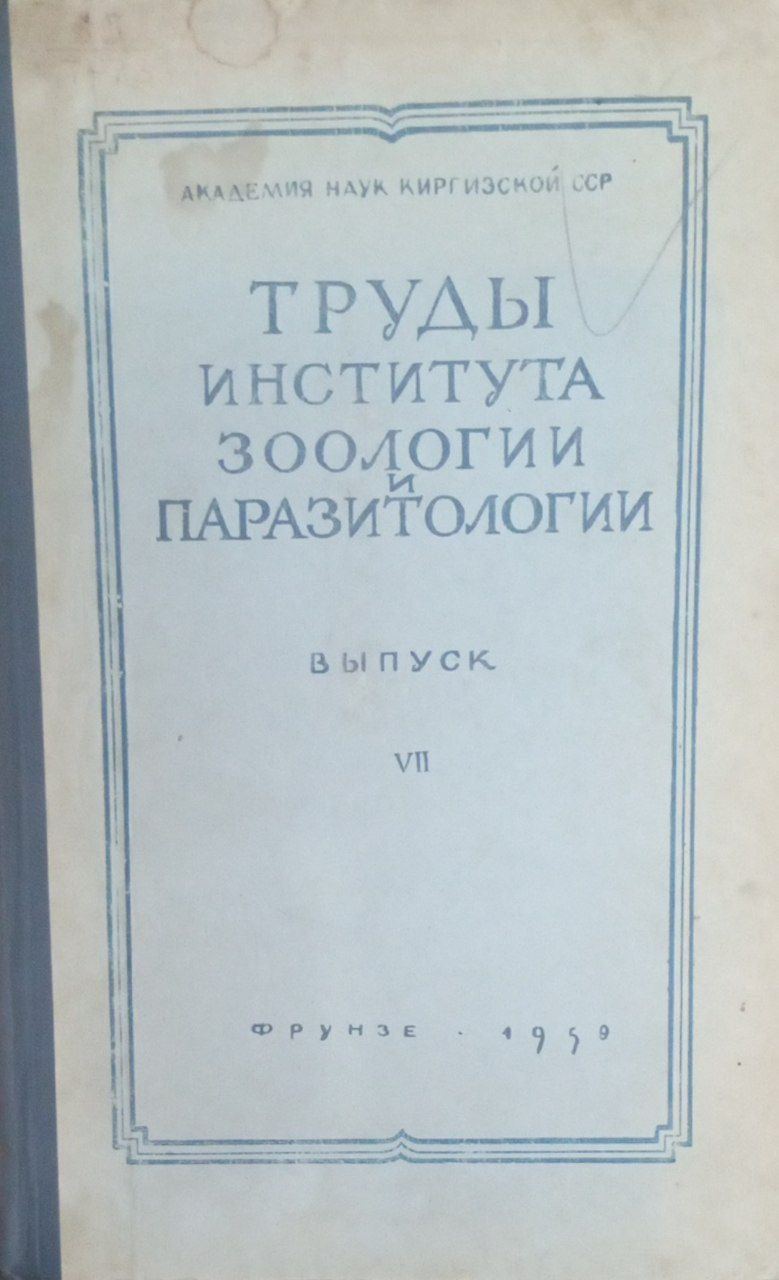 АКАДЕМИЯ НАУК КИРГИЗСКОЙ ССР
ТРУДЫ
ИНСТИТУТА
ЗООЛОГИИ
И
ПАРАЗИТОЛОГИИ
ВЫПУСК
VII
ФРУНЗЕ · 1959